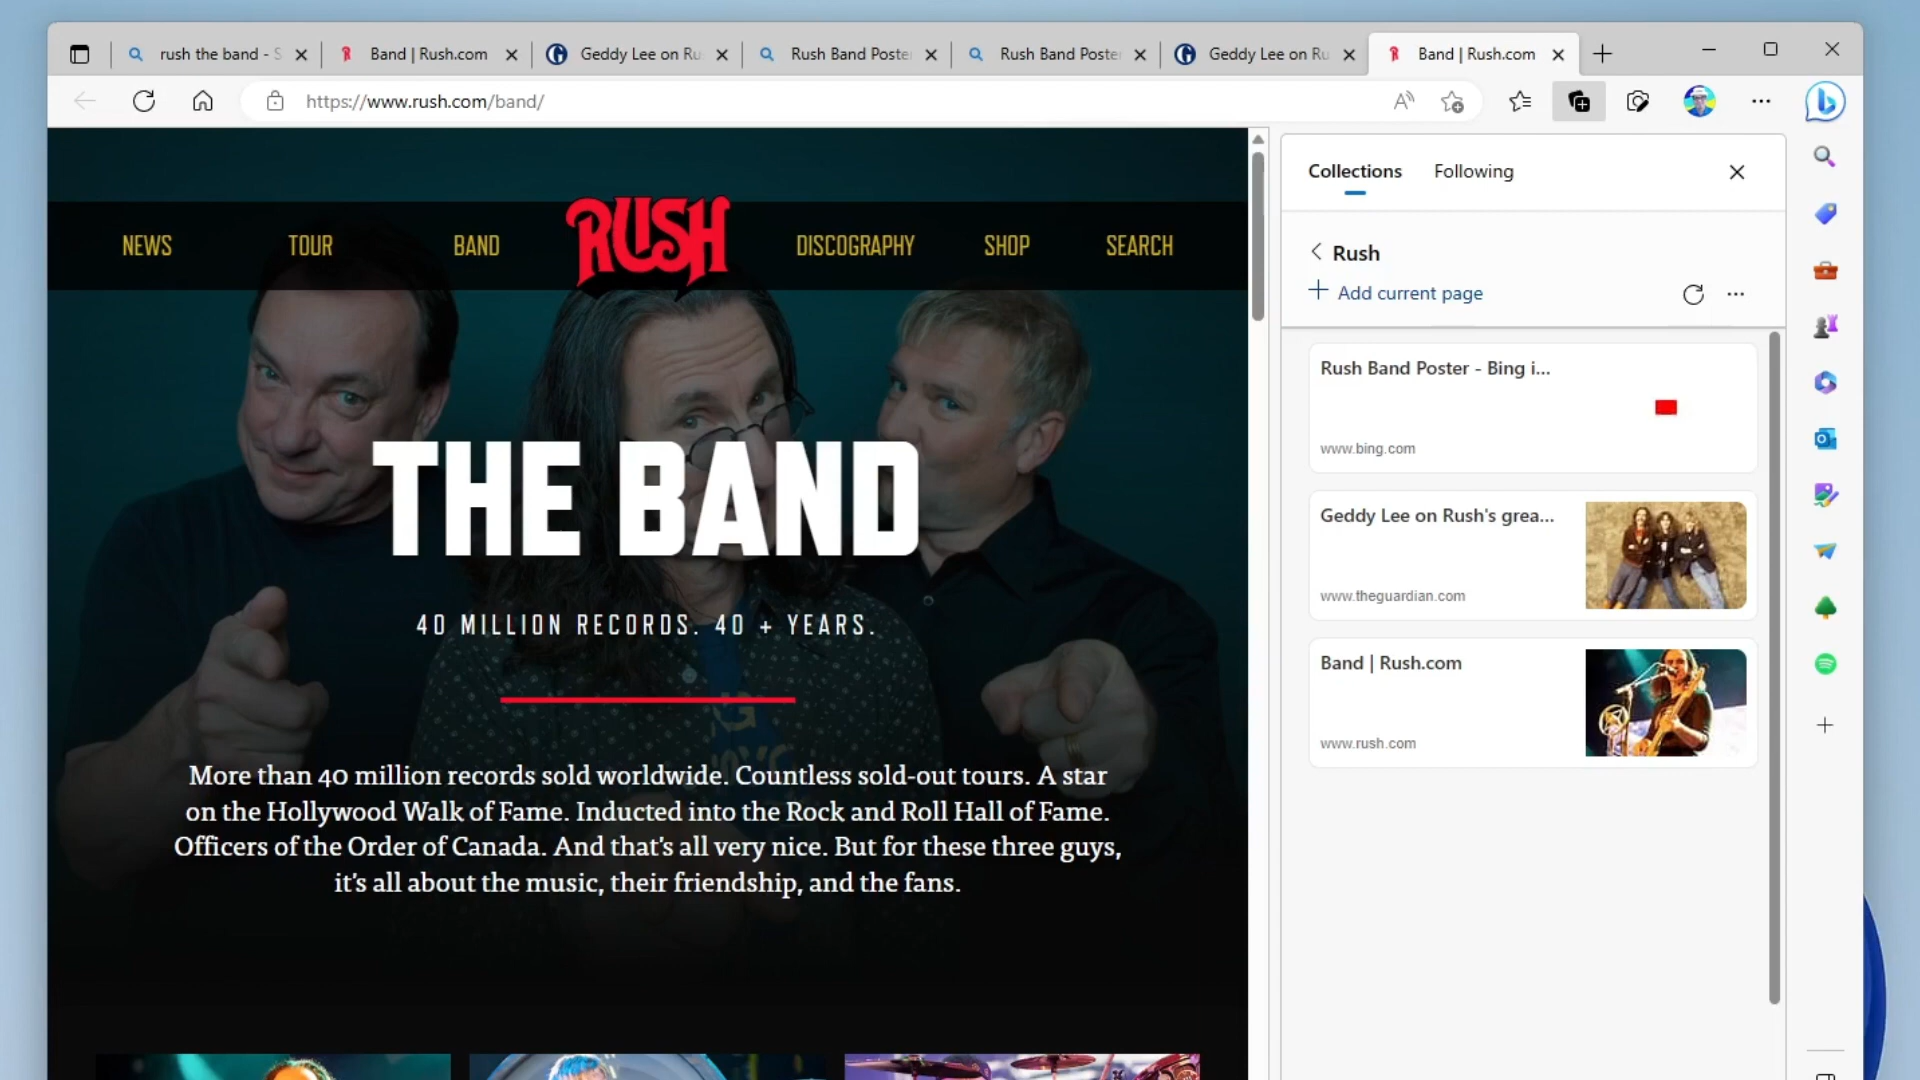 rush the band - S
Band | Rush.com
Geddy Lee on Ru
Rush Band Poster
Rush Band Poster
Geddy Lee on Ru
Band | Rush.com
https://www.rush.com/band/
NEWS
TOUR
BAND
RUSH
DISCOGRAPHY
SHOP
SEARCH
THE BAND
40 MILLION RECORDS. 40 + YEARS.
More than 40 million records sold worldwide. Countless sold-out tours. A star
on the Hollywood Walk of Fame. Inducted into the Rock and Roll Hall of Fame.
Officers of the Order of Canada. And that's all very nice. But for these three guys,
it's all about the music, their friendship, and the fans.
Collections
Following
Rush
Add current page
Rush Band Poster - Bing i...
www.bing.com
Geddy Lee on Rush's grea...
www.theguardian.com
Band | Rush.com
www.rush.com